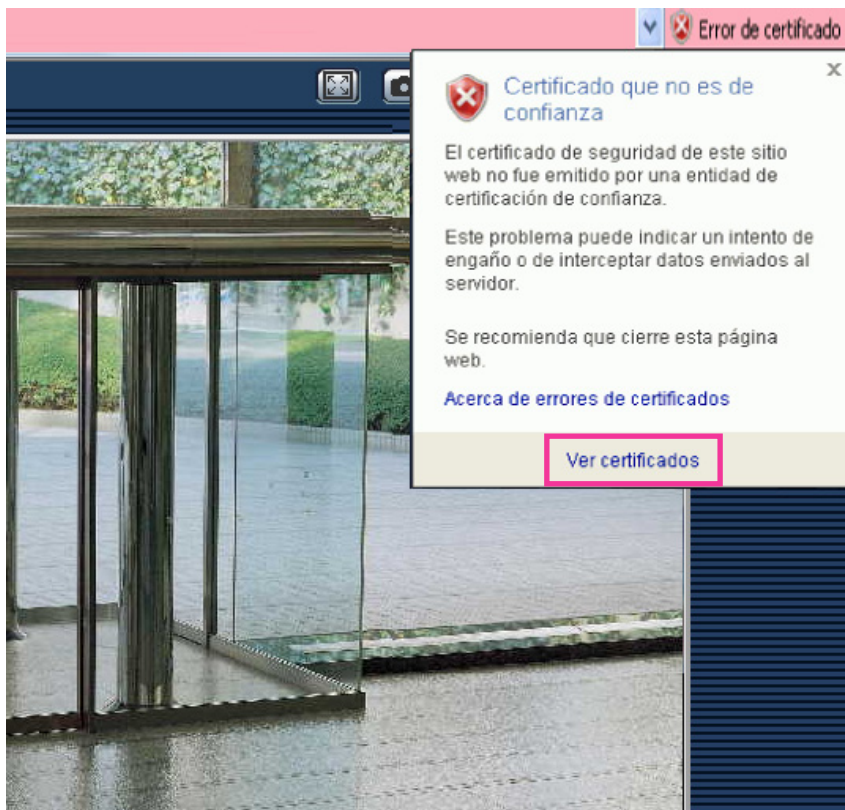 Error de certificado
Certificado que no es de
confianza
El certificado de seguridad de este sitio
web no fue emitido por una entidad de
certificación de confianza.
Este problema puede indicar un intento de
engaño o de interceptar datos enviados al
servidor.
Se recomienda que cierre esta página
web.
Acerca de errores de certificados
Ver certificados